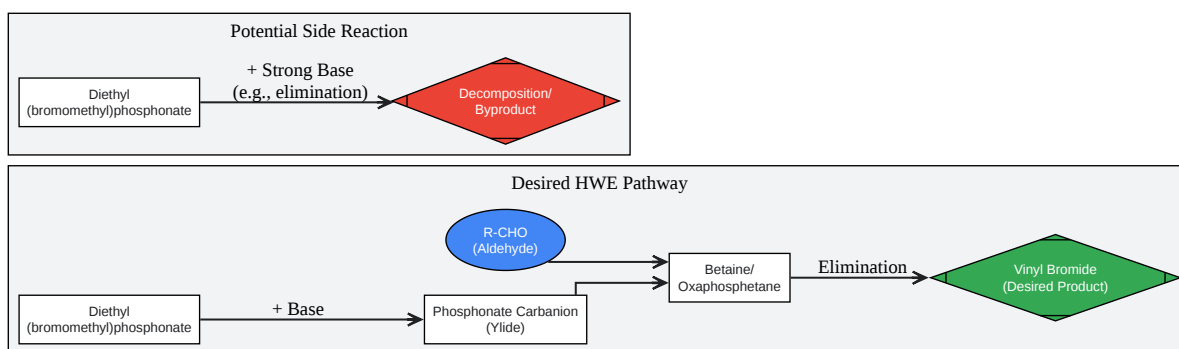 Potential Side Reaction
Diethyl
(bromomethyl)phosphonate
+ Strong Base
(e.g., elimination)
Decomposition/
Byproduct
Desired HWE Pathway
R-CHO
(Aldehyde)
Diethyl
(bromomethyl)phosphonate
+ Base
Phosphonate Carbanion
(Ylide)
Betaine/
Oxaphosphetane
Elimination
Vinyl Bromide
(Desired Product)